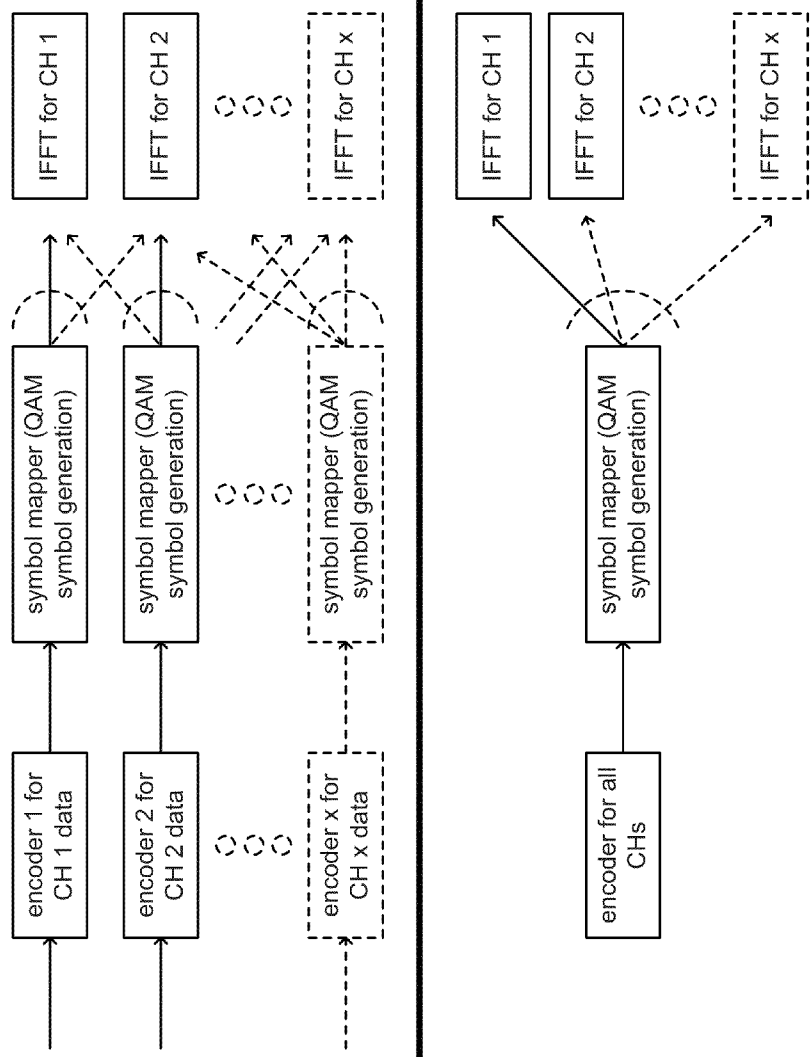 encoder 1 for
CH 1 data
symbol mapper (QAM
symbol generation)
IFFT for CH 1
encoder 2 for
CH 2 data
symbol mapper (QAM
symbol generation)
IFFT for CH 2
encoder x for
CH x data
symbol mapper (QAM
symbol generation)
IFFT for CH x
encoder for all
CHs
symbol mapper (QAM
symbol generation)
IFFT for CH 1
IFFT for CH 2
IFFT for CH x